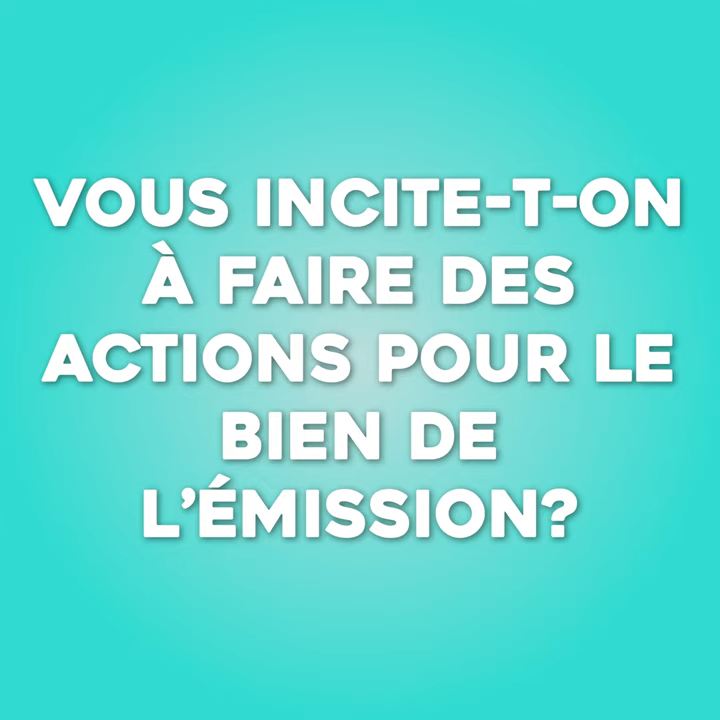 VOUS INCITE-T-ON
À FAIRE DES
ACTIONS POUR LE
BIEN DE
L'ÉMISSION?